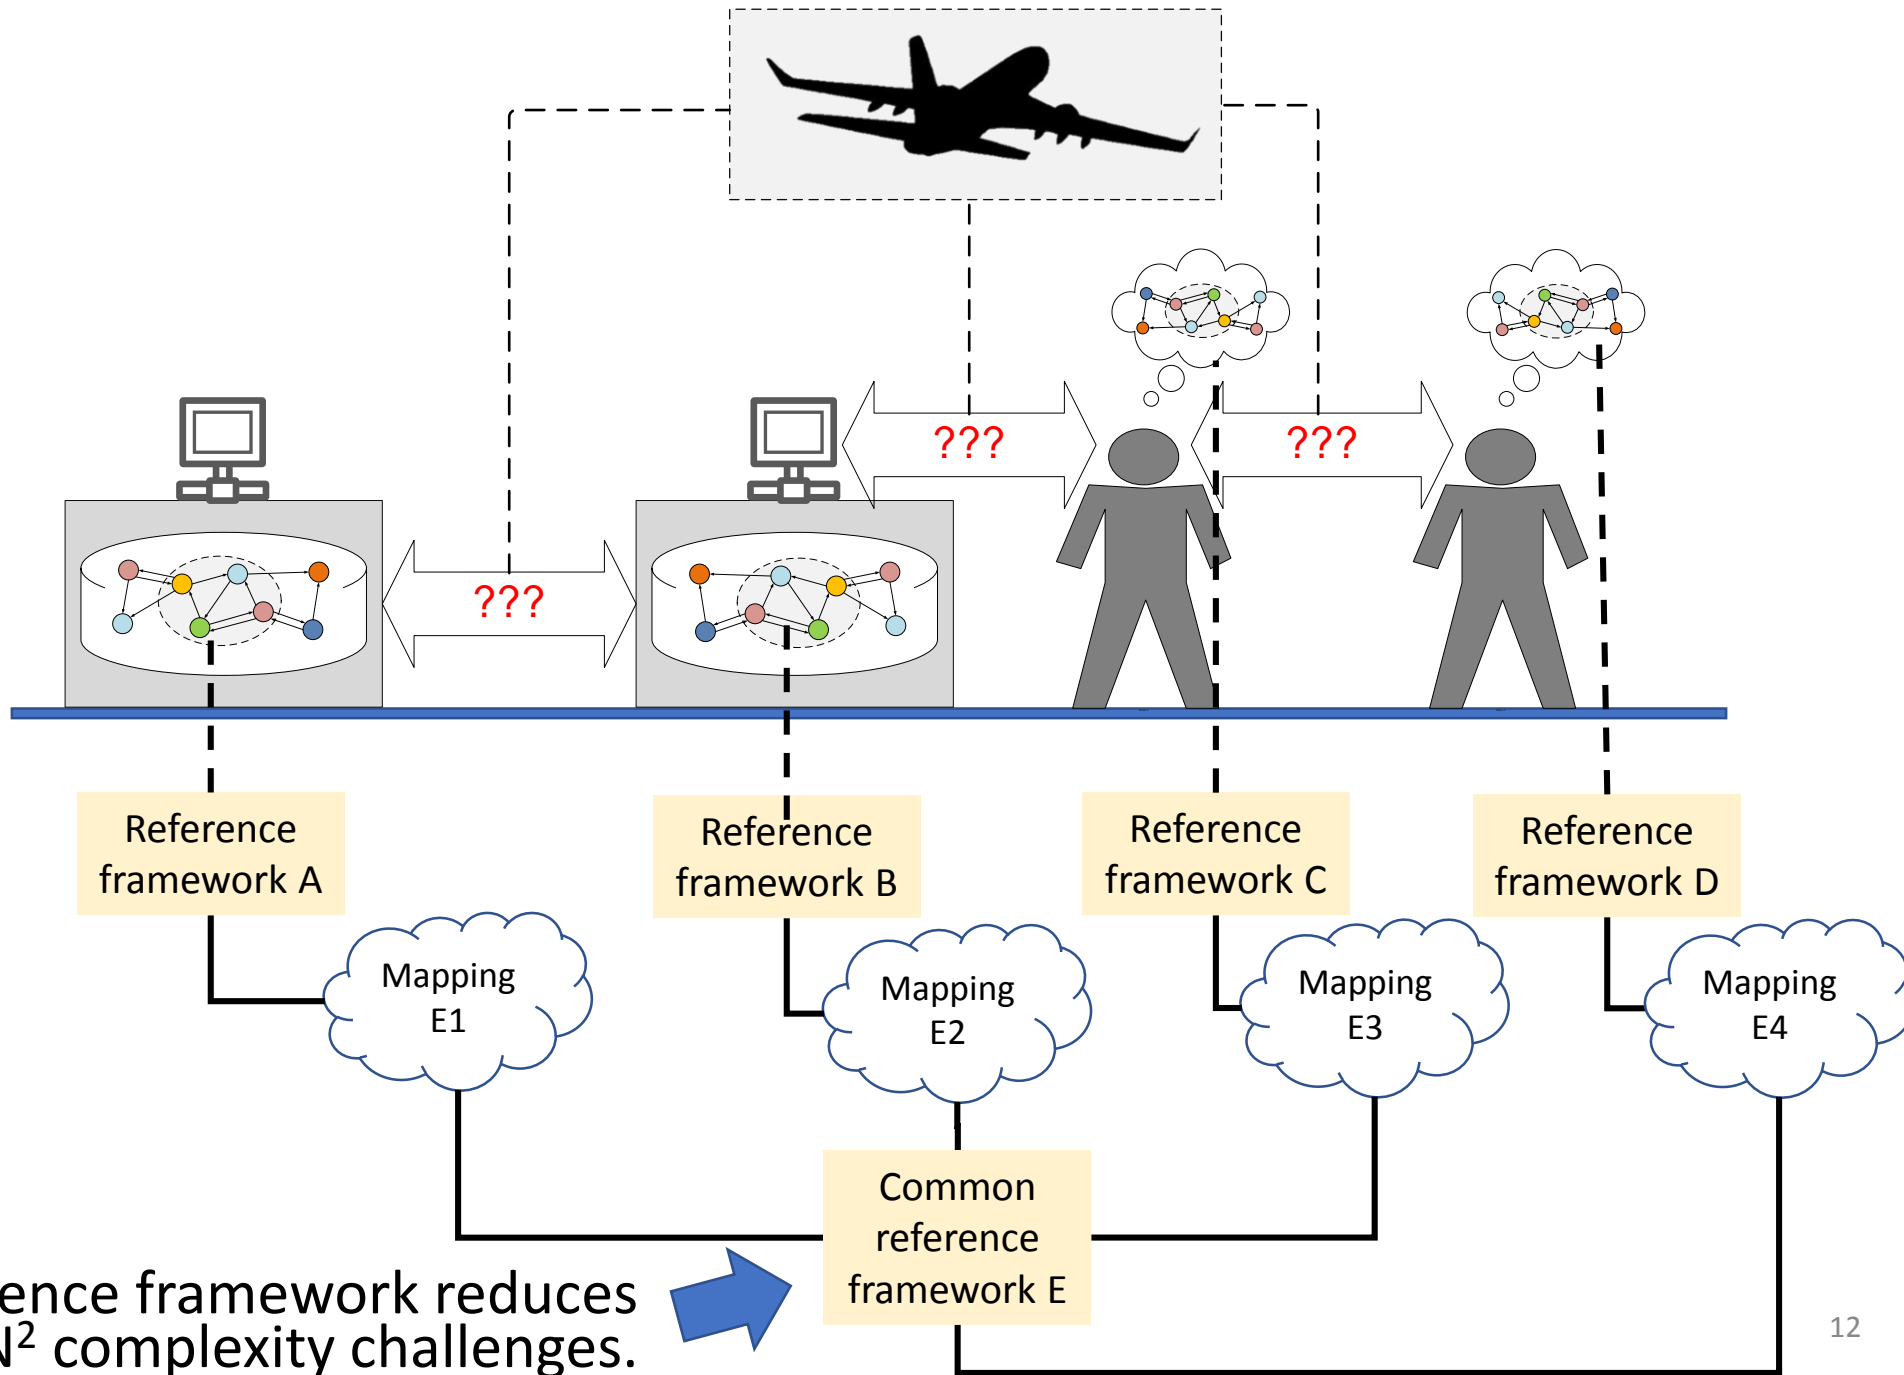 ???
???
???
Reference
framework A
Reference
framework B
Reference
framework C
Reference
framework D
Mapping
E1
Mapping
E2
Mapping
E3
Mapping
E4
Common
reference
framework E
framework reduces
N² complexity challenges.
12